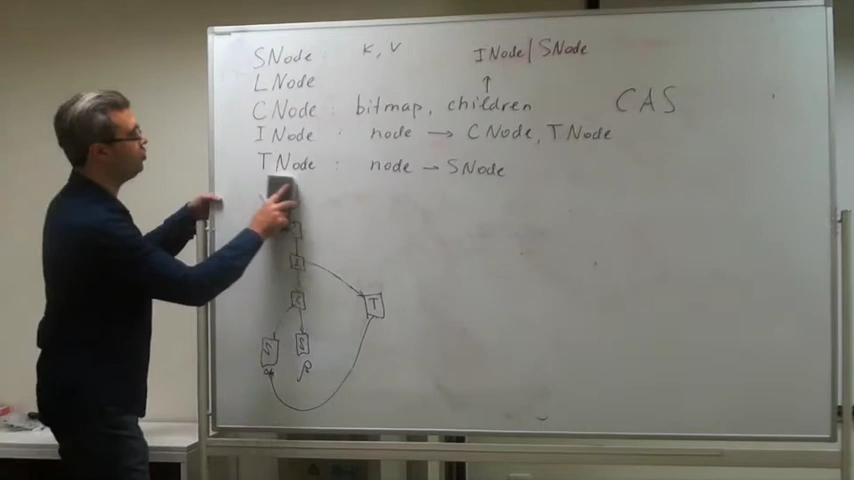 SNode : K, V INode/SNode
LNode
CNode : bitmap, children CAS
INode : node → CNode, TNode
TNode : node → SNode
I
T
S S